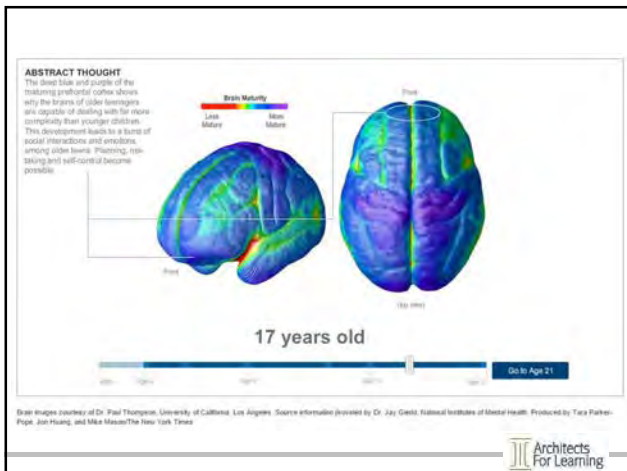 ABSTRACT THOUGHT
The deep blue and purple of the
maturing prefrontal cortex shows
why the brains of older teenagers
are capable of dealing with far more
complexity than younger children.
This development leads to a burst of
social interactions and emotions
among older teens. Planning, risk-
taking and self-control become
possible.
Brain Maturity
Less
Mature
More
Mature
Front
Front
(top view)
17 years old
Go to Age 21
Brain images courtesy of Dr. Paul Thompson, University of California, Los Angeles. Source information provided by Dr. Jay Giedd, National Institutes of Mental Health. Produced by Tara Parker-
Pope, Jon Huang, and Mike Mason/The New York Times
Architects
For Learning